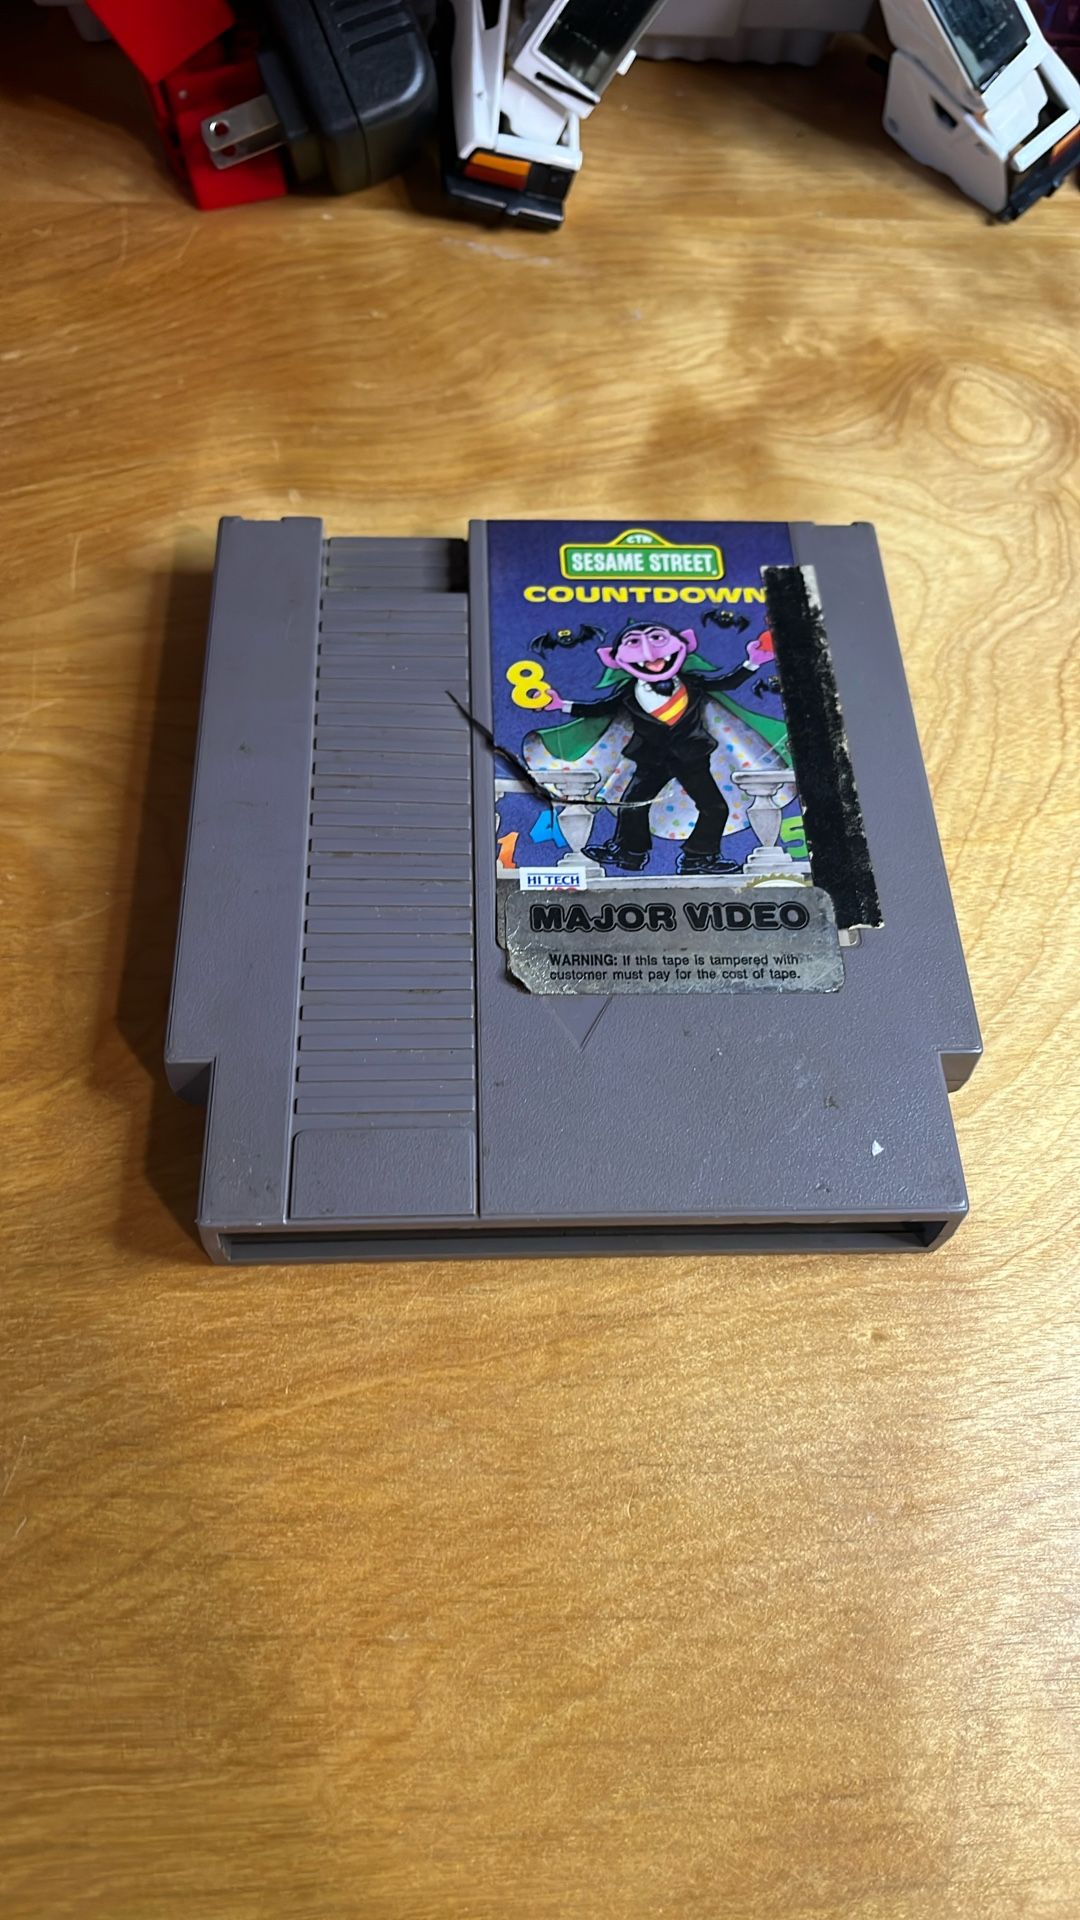 CTW
SESAME STREET
COUNTDOWN
8
1 4 5
HI TECH
MAJOR VIDEO
WARNING: If this tape is tampered with
customer must pay for the cost of tape.